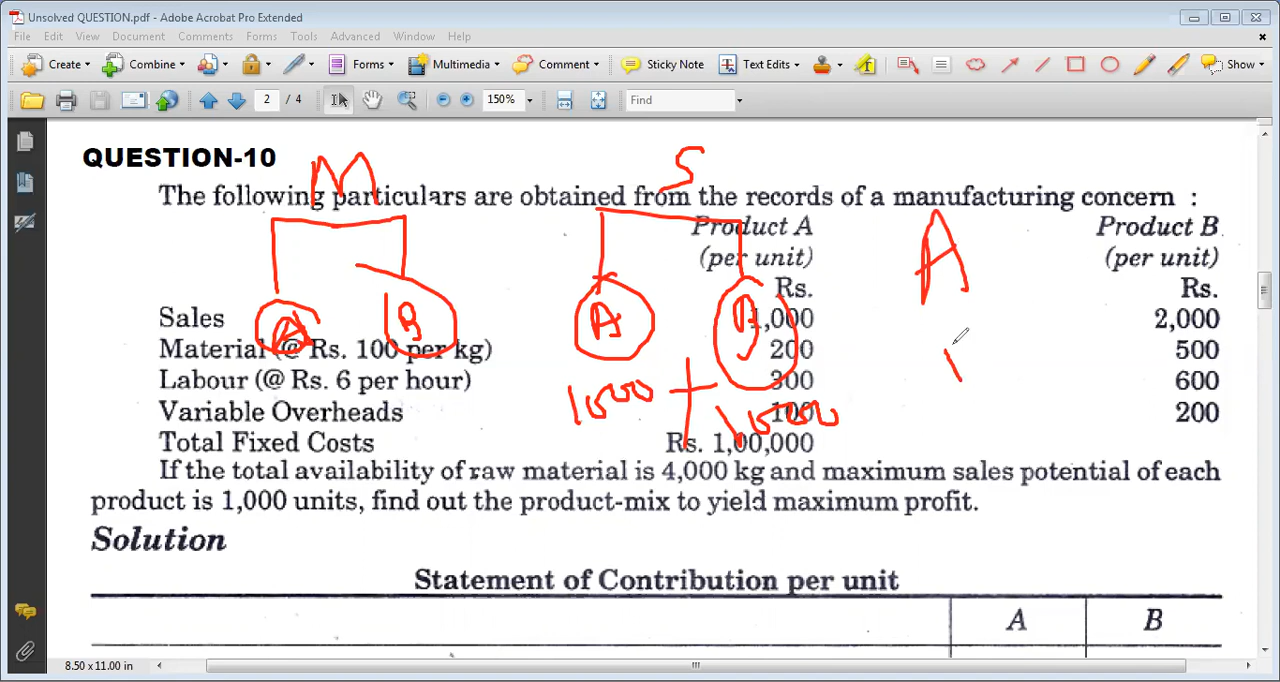 Unsolved QUESTION.pdf - Adobe Acrobat Pro Extended
File Edit View Document Comments Forms Tools Advanced Window Help
Create Combine Forms Multimedia Comment Sticky Note Text Edits Show
2 / 4 150% Find
QUESTION-10
M S
The following particulars are obtained from the records of a manufacturing concern :
Product A Product B
(per unit) A (per unit)
Rs. Rs.
Sales A B A 1,000 2,000
Material (@ Rs. 100 per kg) 200 500
Labour (@ Rs. 6 per hour) 300 600
1000 + 1000
Variable Overheads 100 200
Total Fixed Costs Rs. 1,00,000
If the total availability of raw material is 4,000 kg and maximum sales potential of each
product is 1,000 units, find out the product-mix to yield maximum profit.
Solution
Statement of Contribution per unit
A B
8.50 x 11.00 in